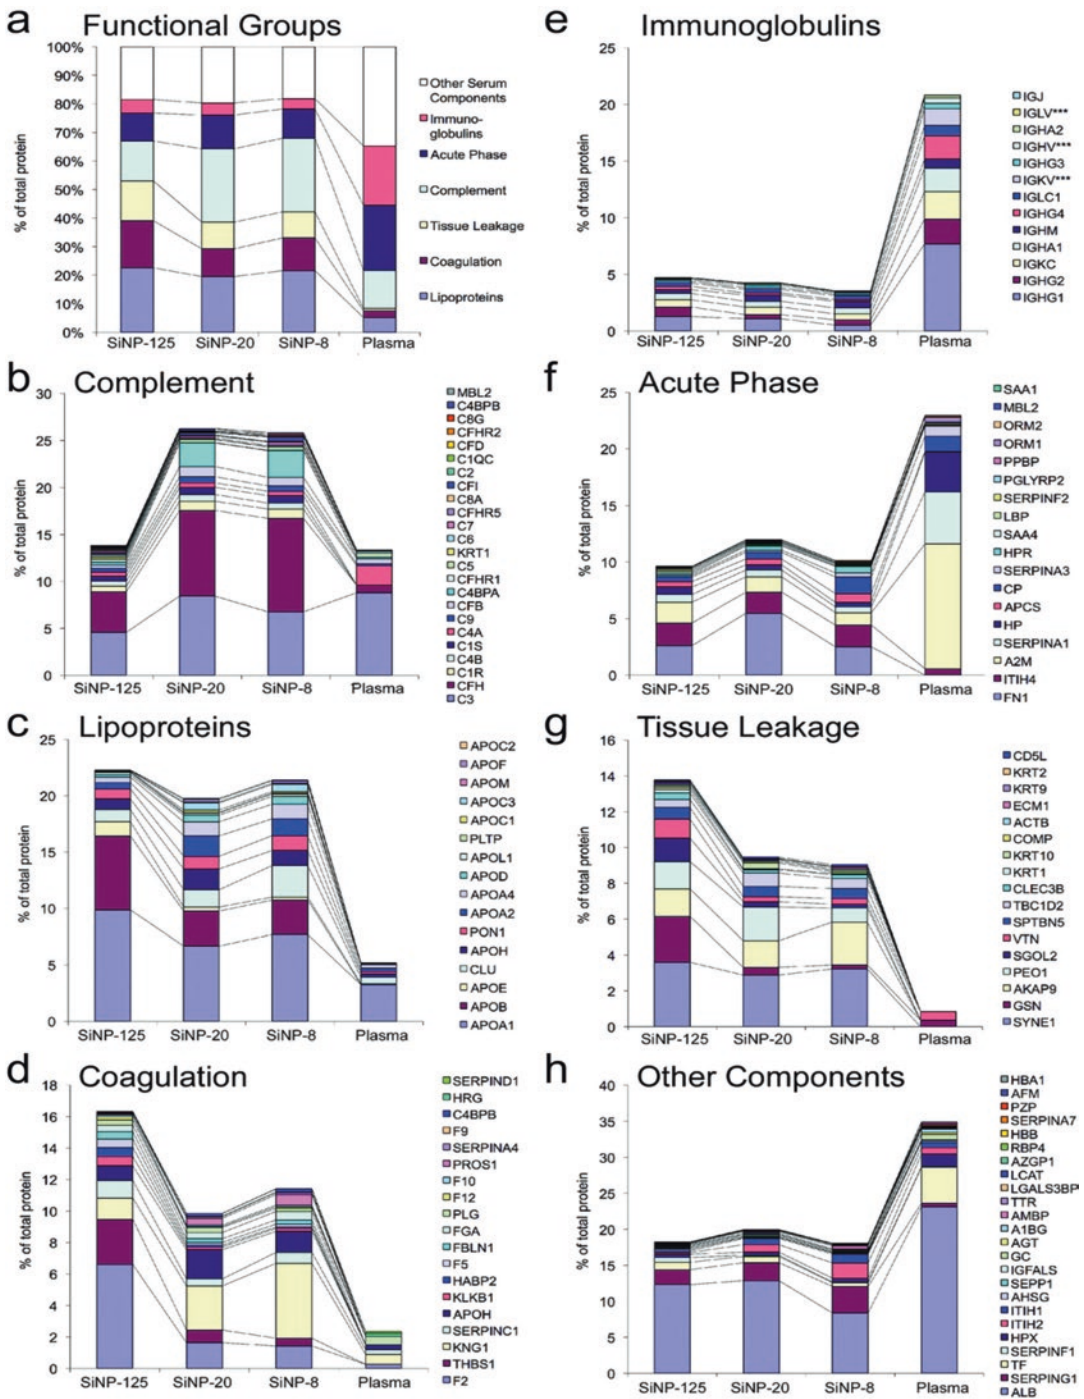 a Functional Groups
100%
90%
80%
70%
60%
50%
40%
30%
20%
10%
0%
% of total protein
SiNP-125 SiNP-20 SiNP-8 Plasma
Other Serum
Components
Immuno-
globulins
Acute Phase
Complement
Tissue Leakage
Coagulation
Lipoproteins
b Complement
30
25
20
15
10
5
0
% of total protein
SiNP-125 SiNP-20 SiNP-8 Plasma
MBL2
C4BPB
C8G
CFHR2
CFD
C1QC
C2
CFI
C8A
CFHR5
C7
C6
KRT1
C5
CFHR1
C4BPA
CFB
C9
C4A
C1S
C4B
C1R
CFH
C3
c Lipoproteins
25
20
15
10
5
0
% of total protein
SiNP-125 SiNP-20 SiNP-8 Plasma
APOC2
APOF
APOM
APOC3
APOC1
PLTP
APOL1
APOD
APOA4
APOA2
PON1
APOH
CLU
APOE
APOB
APOA1
d Coagulation
18
16
14
12
10
8
6
4
2
0
% of total protein
SiNP-125 SiNP-20 SiNP-8 Plasma
SERPIND1
HRG
C4BPB
F9
SERPINA4
PROS1
F10
F12
PLG
FGA
FBLN1
F5
HABP2
KLKB1
APOH
SERPINC1
KNG1
THBS1
F2
e Immunoglobulins
25
20
15
10
5
0
% of total protein
SiNP-125 SiNP-20 SiNP-8 Plasma
IGJ
IGLV***
IGHA2
IGHV***
IGHG3
IGKV***
IGLC1
IGHG4
IGHM
IGHA1
IGKC
IGHG2
IGHG1
f Acute Phase
25
20
15
10
5
0
% of total protein
SiNP-125 SiNP-20 SiNP-8 Plasma
SAA1
MBL2
ORM2
ORM1
PPBP
PGLYRP2
SERPINF2
LBP
SAA4
HPR
SERPINA3
CP
APCS
HP
SERPINA1
A2M
ITIH4
FN1
g Tissue Leakage
16
14
12
10
8
6
4
2
0
% of total protein
SiNP-125 SiNP-20 SiNP-8 Plasma
CD5L
KRT2
KRT9
ECM1
ACTB
COMP
KRT10
KRT1
CLEC3B
TBC1D2
SPTBN5
VTN
SGOL2
PEO1
AKAP9
GSN
SYNE1
h Other Components
40
35
30
25
20
15
10
5
0
% of total protein
SiNP-125 SiNP-20 SiNP-8 Plasma
HBA1
AFM
PZP
SERPINA7
HBB
RBP4
AZGP1
LCAT
LGALS3BP
TTR
AMBP
A1BG
AGT
GC
IGFALS
SEPP1
AHSG
ITIH1
ITIH2
HPX
SERPINF1
TF
SERPING1
ALB